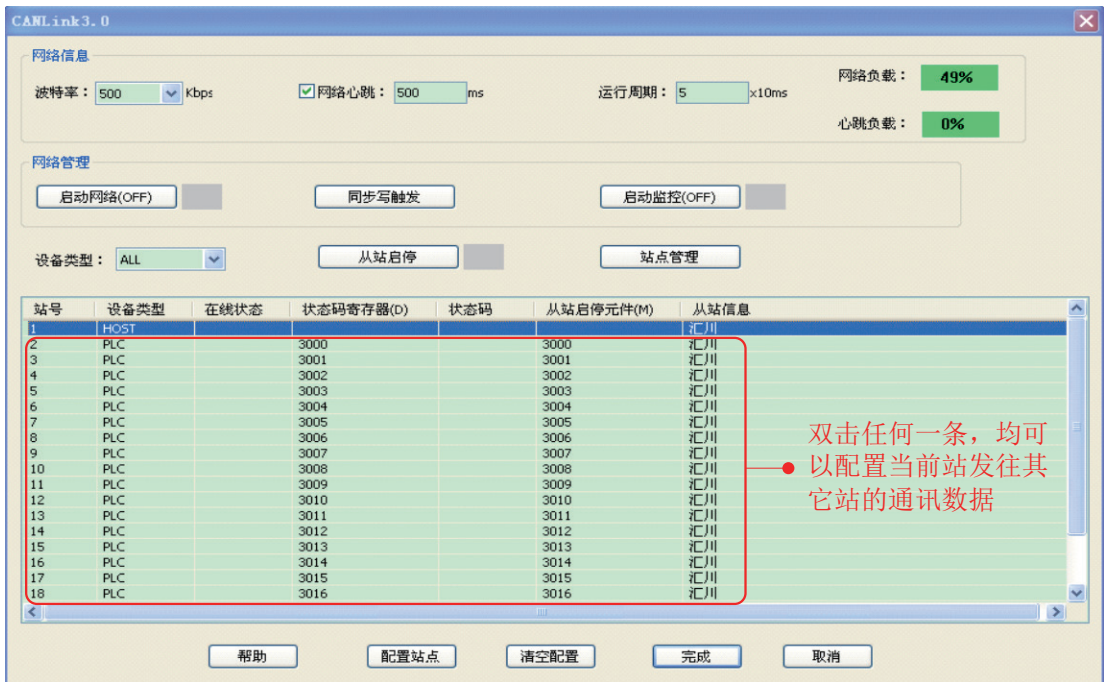 CANLink3.0
网络信息
波特率： 500 Kbps 网络心跳： 500 ms 运行周期： 5 x10ms 网络负载： 49%
心跳负载： 0%
网络管理
启动网络(OFF) 同步写触发 启动监控(OFF)
设备类型： ALL 从站启停 站点管理
站号 设备类型 在线状态 状态码寄存器(D) 状态码 从站启停元件(M) 从站信息
1 HOST 汇川
2 PLC 3000 3000 汇川
3 PLC 3001 3001 汇川
4 PLC 3002 3002 汇川
5 PLC 3003 3003 汇川
6 PLC 3004 3004 汇川
7 PLC 3005 3005 汇川
8 PLC 3006 3006 汇川
9 PLC 3007 3007 汇川
10 PLC 3008 3008 汇川
11 PLC 3009 3009 汇川
12 PLC 3010 3010 汇川
13 PLC 3011 3011 汇川
14 PLC 3012 3012 汇川
15 PLC 3013 3013 汇川
16 PLC 3014 3014 汇川
17 PLC 3015 3015 汇川
18 PLC 3016 3016 汇川
双击任何一条，均可
以配置当前站发往其
它站的通讯数据
帮助 配置站点 清空配置 完成 取消